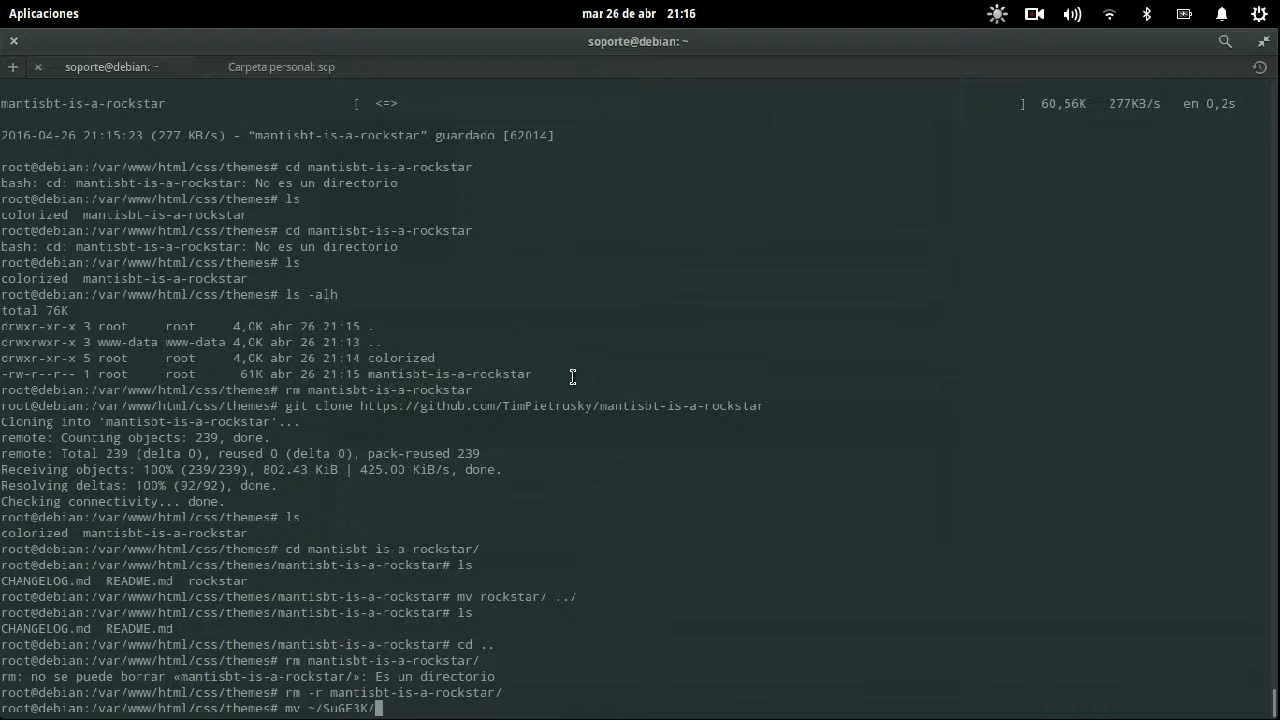 Aplicaciones mar 26 de abr 21:16
soporte@debian: ~
soporte@debian: ~ Carpeta personal: scp
mantisbt-is-a-rockstar [ <=> ] 60,56K 277KB/s en 0,2s
2016-04-26 21:15:23 (277 KB/s) - “mantisbt-is-a-rockstar” guardado [62014]
root@debian:/var/www/html/css/themes# cd mantisbt-is-a-rockstar
bash: cd: mantisbt-is-a-rockstar: No es un directorio
root@debian:/var/www/html/css/themes# ls
colorized mantisbt-is-a-rockstar
root@debian:/var/www/html/css/themes# cd mantisbt-is-a-rockstar
bash: cd: mantisbt-is-a-rockstar: No es un directorio
root@debian:/var/www/html/css/themes# ls
colorized mantisbt-is-a-rockstar
root@debian:/var/www/html/css/themes# ls -alh
total 76K
drwxr-xr-x 3 root root 4,0K abr 26 21:15 .
drwxrwxr-x 3 www-data www-data 4,0K abr 26 21:13 ..
drwxr-xr-x 5 root root 4,0K abr 26 21:14 colorized
-rw-r--r-- 1 root root 61K abr 26 21:15 mantisbt-is-a-rockstar
root@debian:/var/www/html/css/themes# rm mantisbt-is-a-rockstar
root@debian:/var/www/html/css/themes# git clone https://github.com/TimPietrusky/mantisbt-is-a-rockstar
Cloning into 'mantisbt-is-a-rockstar'...
remote: Counting objects: 239, done.
remote: Total 239 (delta 0), reused 0 (delta 0), pack-reused 239
Receiving objects: 100% (239/239), 802.43 KiB | 425.00 KiB/s, done.
Resolving deltas: 100% (92/92), done.
Checking connectivity... done.
root@debian:/var/www/html/css/themes# ls
colorized mantisbt-is-a-rockstar
root@debian:/var/www/html/css/themes# cd mantisbt-is-a-rockstar/
root@debian:/var/www/html/css/themes/mantisbt-is-a-rockstar# ls
CHANGELOG.md README.md rockstar
root@debian:/var/www/html/css/themes/mantisbt-is-a-rockstar# mv rockstar/ ../
root@debian:/var/www/html/css/themes/mantisbt-is-a-rockstar# ls
CHANGELOG.md README.md
root@debian:/var/www/html/css/themes/mantisbt-is-a-rockstar# cd ..
root@debian:/var/www/html/css/themes# rm mantisbt-is-a-rockstar/
rm: no se puede borrar «mantisbt-is-a-rockstar/»: Es un directorio
root@debian:/var/www/html/css/themes# rm -r mantisbt-is-a-rockstar/
root@debian:/var/www/html/css/themes# mv ~/SuGE3K/